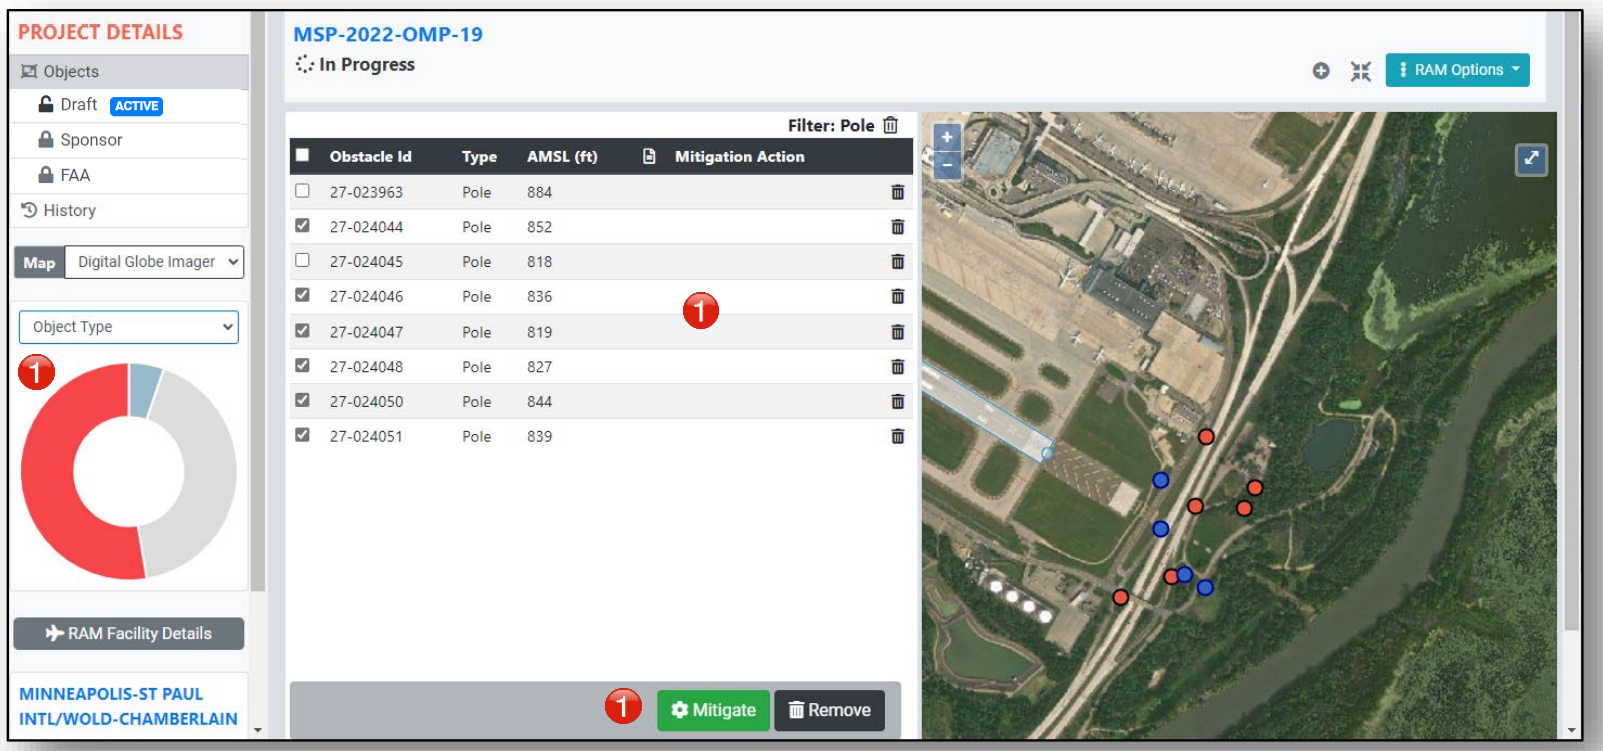 PROJECT DETAILS
Objects
Draft ACTIVE
Sponsor
FAA
History
Map Digital Globe Imager
Object Type
1
RAM Facility Details
MINNEAPOLIS-ST PAUL
INTL/WOLD-CHAMBERLAIN
MSP-2022-OMP-19
In Progress
RAM Options
Filter: Pole
Obstacle Id Type AMSL (ft) Mitigation Action
27-023963 Pole 884
27-024044 Pole 852
27-024045 Pole 818
27-024046 Pole 836
1
27-024047 Pole 819
27-024048 Pole 827
27-024050 Pole 844
27-024051 Pole 839
1 Mitigate Remove
+
−